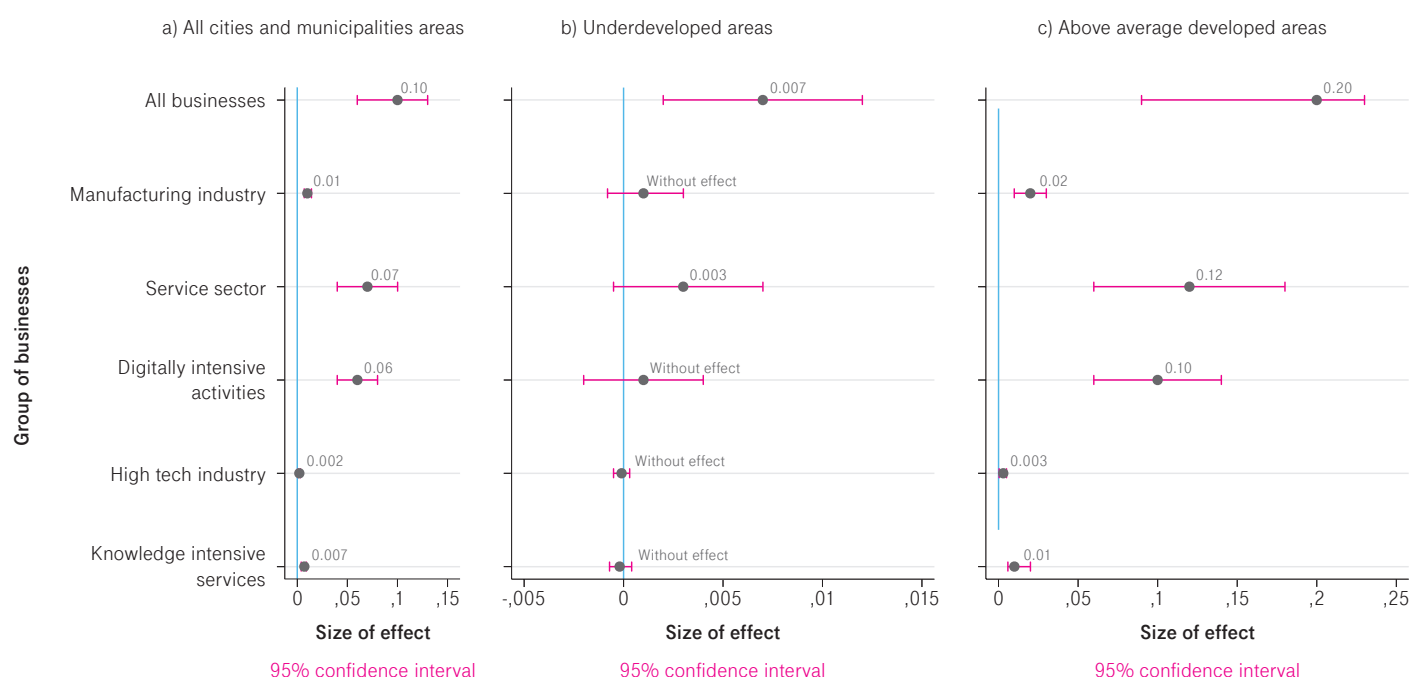 a) All cities and municipalities areas
b) Underdeveloped areas
c) Above average developed areas
Group of businesses
All businesses
0.10
0.007
0.20
Manufacturing industry
0.01
Without effect
0.02
Service sector
0.07
0.003
0.12
Digitally intensive
activities
0.06
Without effect
0.10
High tech industry
0.002
Without effect
0.003
Knowledge intensive
services
0.007
Without effect
0.01
0 ,05 ,1 ,15
-,005 0 ,005 ,01 ,015
0 ,05 ,1 ,15 ,2 ,25
Size of effect
Size of effect
Size of effect
95% confidence interval
95% confidence interval
95% confidence interval